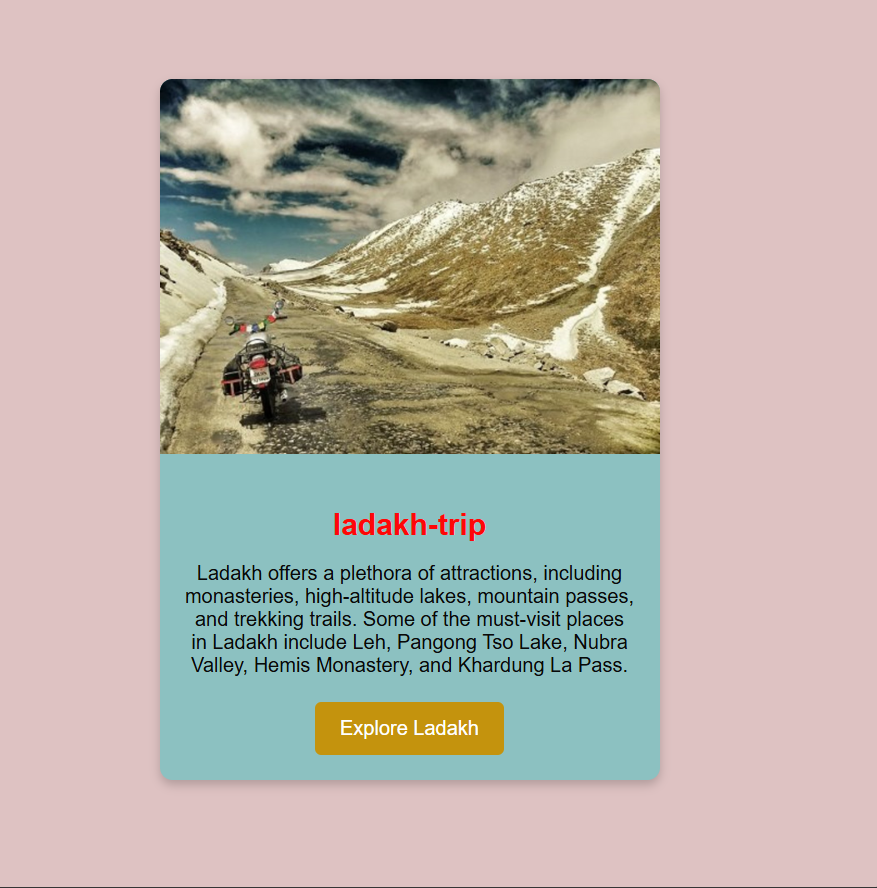 ladakh-trip
Ladakh offers a plethora of attractions, including
monasteries, high-altitude lakes, mountain passes,
and trekking trails. Some of the must-visit places
in Ladakh include Leh, Pangong Tso Lake, Nubra
Valley, Hemis Monastery, and Khardung La Pass.
Explore Ladakh